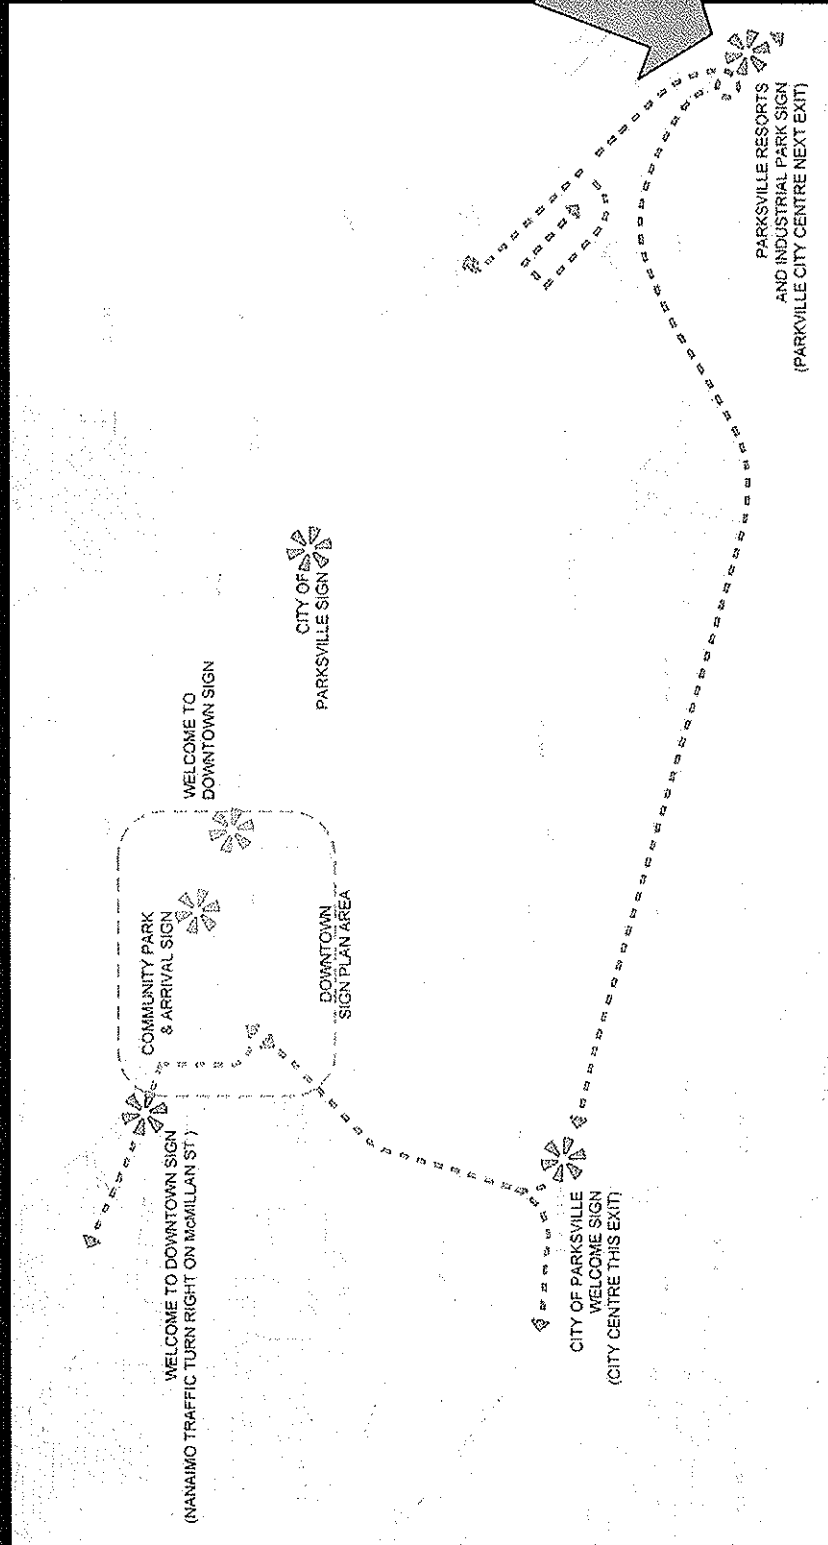 WELCOME TO DOWNTOWN SIGN
(NANAIMO TRAFFIC TURN RIGHT ON McMILLAN ST )
COMMUNITY PARK
& ARRIVAL SIGN
WELCOME TO
DOWNTOWN SIGN
DOWNTOWN
SIGN PLAN AREA
CITY OF
PARKSVILLE SIGN
CITY OF PARKSVILLE
WELCOME SIGN
(CITY CENTRE THIS EXIT)
PARKSVILLE RESORTS
AND INDUSTRIAL PARK SIGN
(PARKVILLE CITY CENTRE NEXT EXIT)